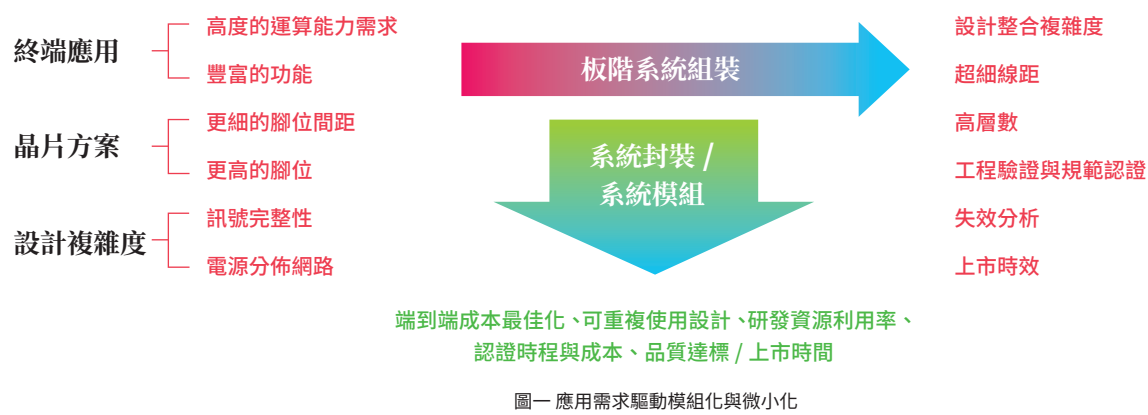 終端應用
高度的運算能力需求
豐富的功能
晶片方案
更細的腳位間距
更高的腳位
設計複雜度
訊號完整性
電源分佈網路
板階系統組裝
系統封裝 /
系統模組
設計整合複雜度
超細線距
高層數
工程驗證與規範認證
失效分析
上市時效
端到端成本最佳化、可重複使用設計、研發資源利用率、
認證時程與成本、品質達標 / 上市時間
圖一 應用需求驅動模組化與微小化